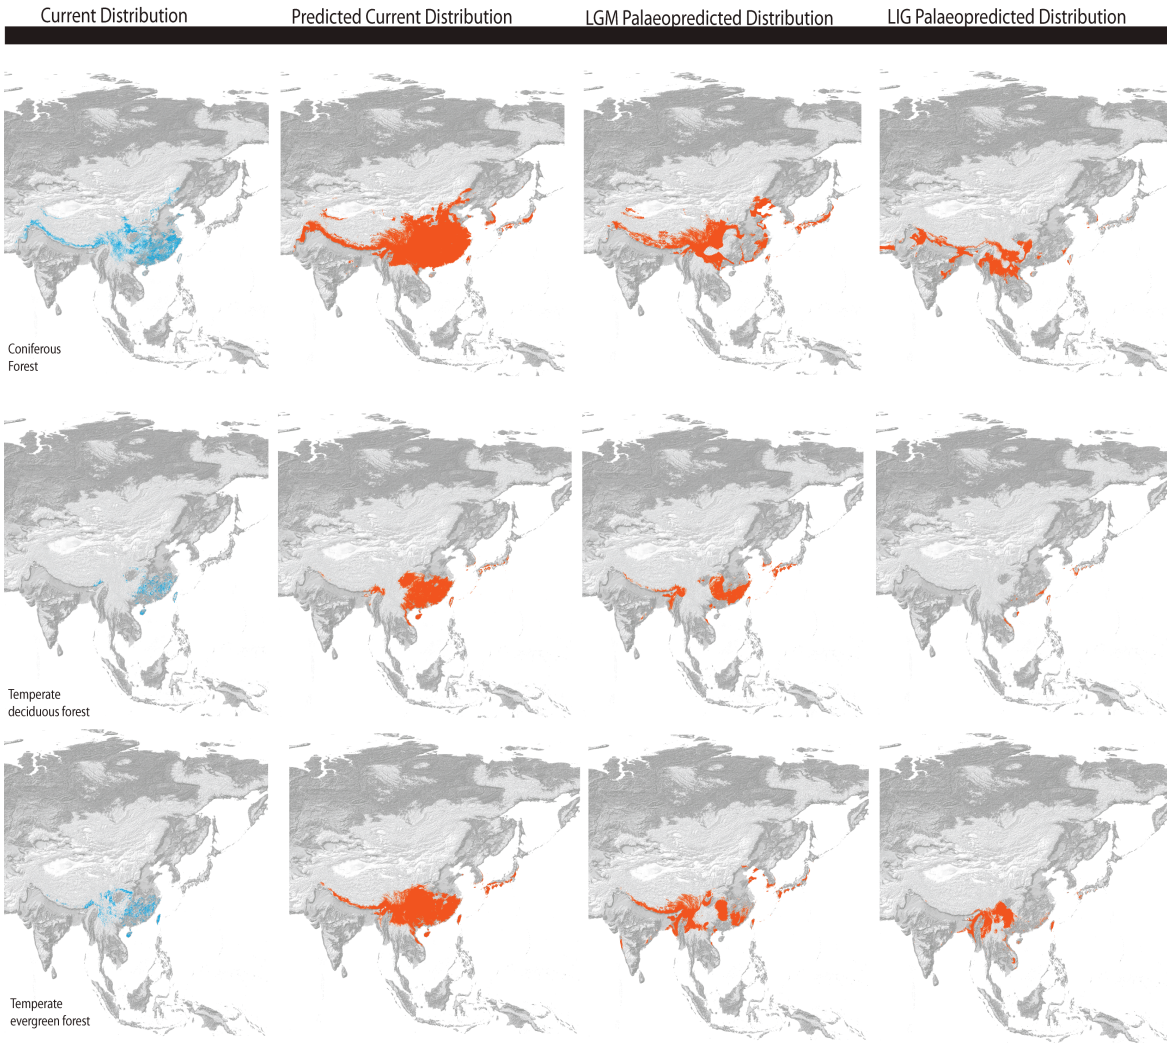 Current Distribution
Predicted Current Distribution
LGM Palaeopredicted Distribution
LIG Palaeopredicted Distribution
Coniferous
Forest
Temperate
deciduous forest
Temperate
evergreen forest